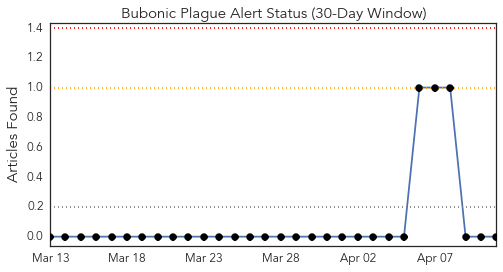 Bubonic Plague Alert Status (30-Day Window)
Articles Found
1.4
1.2
1.0
0.8
0.6
0.4
0.2
0.0
Mar 13 Mar 18 Mar 23 Mar 28 Apr 02 Apr 07